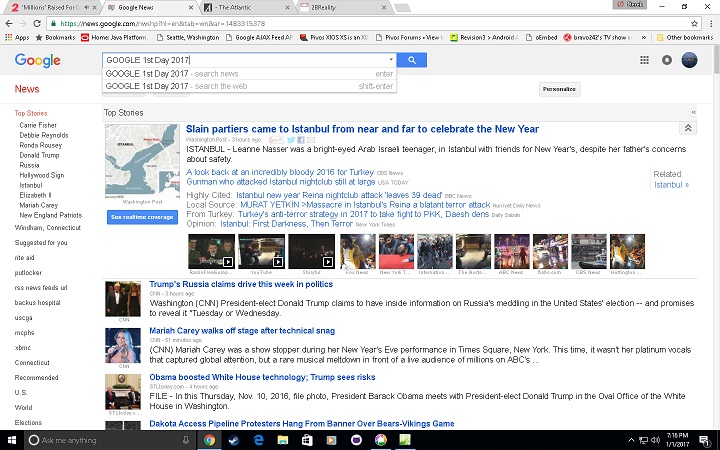 'Millions' Raised For D
Google News
- The Atlantic
2BReality
Derek
https://news.google.com/nwshp?hl=en&tab=wn&ar=1483315378
Home: Java Problems
Seattle, Washington
Google AJAX Feed AP
Pivos XIOS XS is an XB
Revision3 > Android A
oEmbed
bravo242's TV show s
Other bookmarks
Google
GOOGLE 1st Day 2017
GOOGLE 1st Day 2017 - search news enter
GOOGLE 1st Day 2017 - search the web shift-enter
News
Personalize
Top Stories
Carrie Fisher
Debbie Reynolds
Ronda Rousey
Donald Trump
Russia
Hollywood Sign
Istanbul
Elizabeth II
Mariah Carey
New England Patriots
Windham, Connecticut
Suggested for you
rite aid
putlocker
rss news feeds url
backus hospital
uscga
mcphs
xbmc
Connecticut
Recommended
U.S.
World
Elections
Top Stories
ISTANBUL
Washington Post
See realtime coverage
Slain partiers came to Istanbul from near and far to celebrate the New Year
Washington Post - 3 hours ago
ISTANBUL - Leanne Nasser was a bright-eyed Arab Israeli teenager, in Istanbul with friends for New Year's, despite her father's concerns
about safety.
A look back at an incredibly bloody 2016 for Turkey CBS News
Gunman who attacked Istanbul nightclub still at large USA TODAY
Highly Cited: Istanbul new year Reina nightclub attack 'leaves 39 dead' BBC News
Local Source: MURAT YETKIN >Massacre in Istanbul's Reina a blatant terror attack Hurriyet Daily News
From Turkey: Turkey's anti-terror strategy in 2017 to take fight to PKK, Daesh dens Daily Sabah
Opinion: Istanbul: First Darkness, Then Terror New York Times
Related
Istanbul »
RadioFreeEurop...
YouTube
Storyful
Fox News
New York T...
Internation...
The Borto...
ABC News
Xtabo.com
CBS News
Huffington ...
CNN
Trump's Russia claims drive this week in politics
CNN - 3 hours ago
Washington (CNN) President-elect Donald Trump claims to have inside information on Russia's meddling in the United States' election -- and promises
to reveal it "Tuesday or Wednesday.
CNN
Mariah Carey walks off stage after technical snag
CNN - 51 minutes ago
(CNN) Mariah Carey was a show stopper during her New Year's Eve performance in Times Square, New York. This time, it wasn't her platinum vocals
that captured global attention, but a rare musical meltdown in front of a live audience of millions on ABC's ...
STLtoday.c...
Obama boosted White House technology; Trump sees risks
STLtoday.com - 4 hours ago
FILE - In this Thursday, Nov. 10, 2016, file photo, President Barack Obama meets with President-elect Donald Trump in the Oval Office of the White
House in Washington.
Dakota Access Pipeline Protesters Hang From Banner Over Bears-Vikings Game
Ask me anything
7:16 PM
1/1/2017